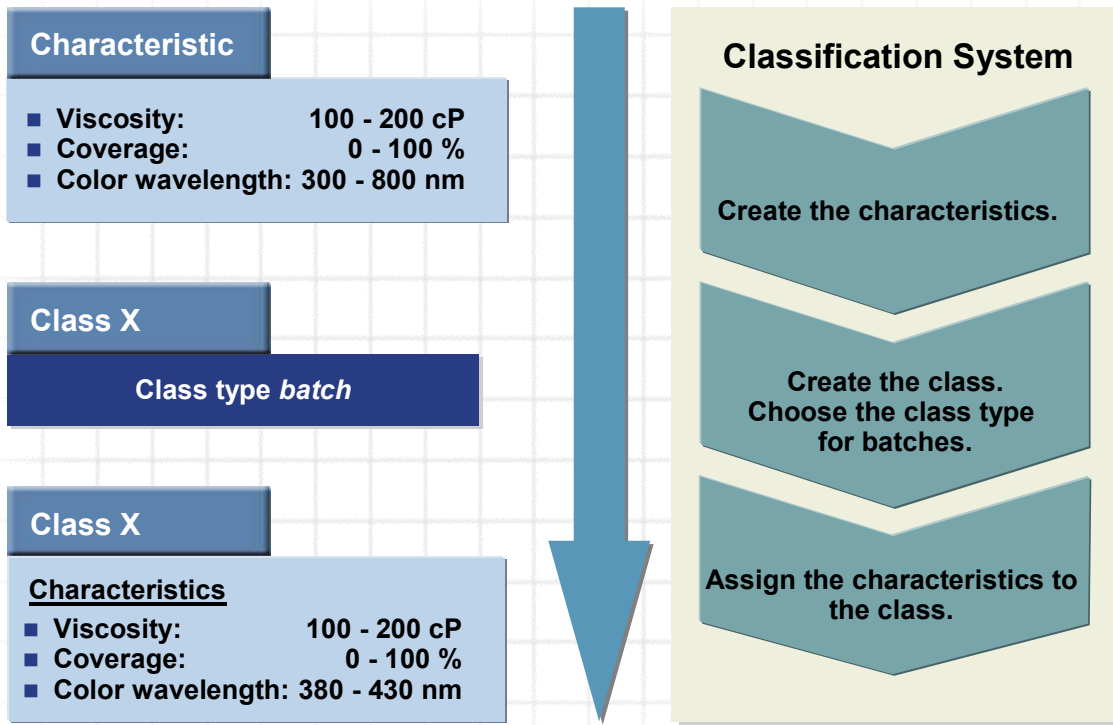 Characteristic
■ Viscosity: 100 - 200 cP
■ Coverage: 0 - 100 %
■ Color wavelength: 300 - 800 nm
Class X
Class type batch
Class X
Characteristics
■ Viscosity: 100 - 200 cP
■ Coverage: 0 - 100 %
■ Color wavelength: 380 - 430 nm
Classification System
Create the characteristics.
Create the class.
Choose the class type
for batches.
Assign the characteristics to
the class.